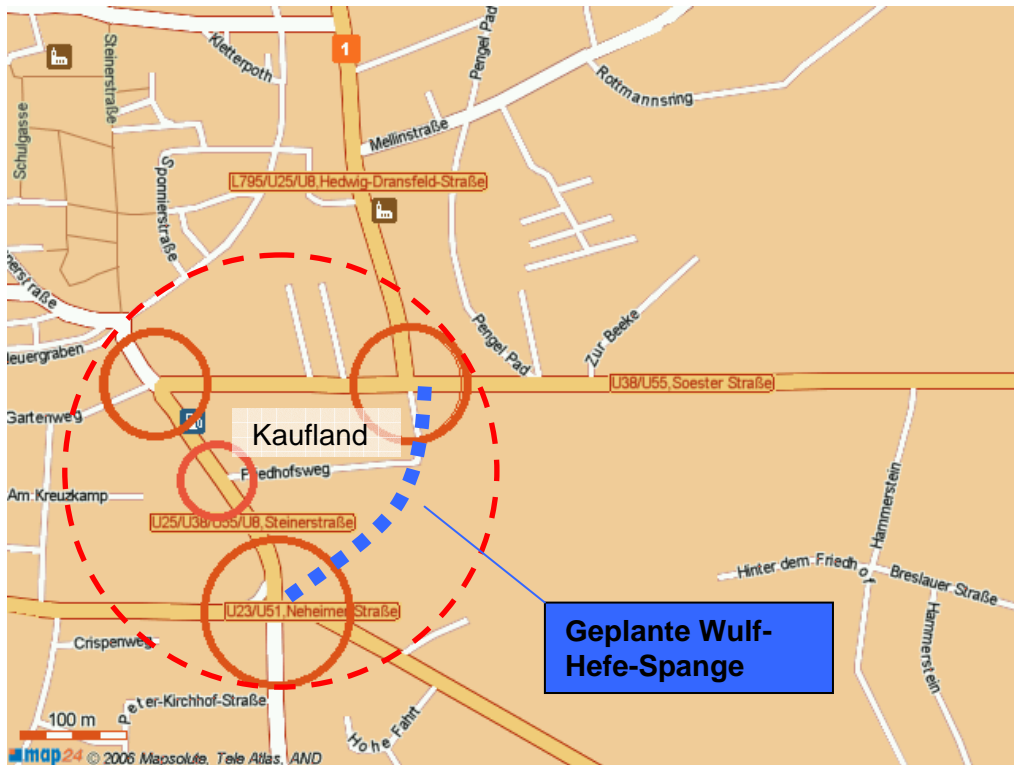 Kletterpoth
1
Pengel Pad
Steinerstraße
Rottmannsring
Mellinstraße
Schulgasse
Sponnierstraße
L795/U25/U8,Hedwig-Dransfeld-Straße
Pengel Pad
Zur Beeke
euergraben
U38/U55, Soester Straße
Gartenweg
Kaufland
Friedhofsweg
Am Kreuzkamp
U25/U38/U55/U8, Steinerstraße
Hammerstein
Hinter dem Friedhof
Breslauer Straße
U23/U51, Neheimer Straße
Hammerstein
Geplante Wulf-
Hefe-Spange
Crispenweg
Peter-Kirchhof-Straße
100 m
Hohe Fahrt
map24 © 2006 Mapsolute, Tele Atlas, AND